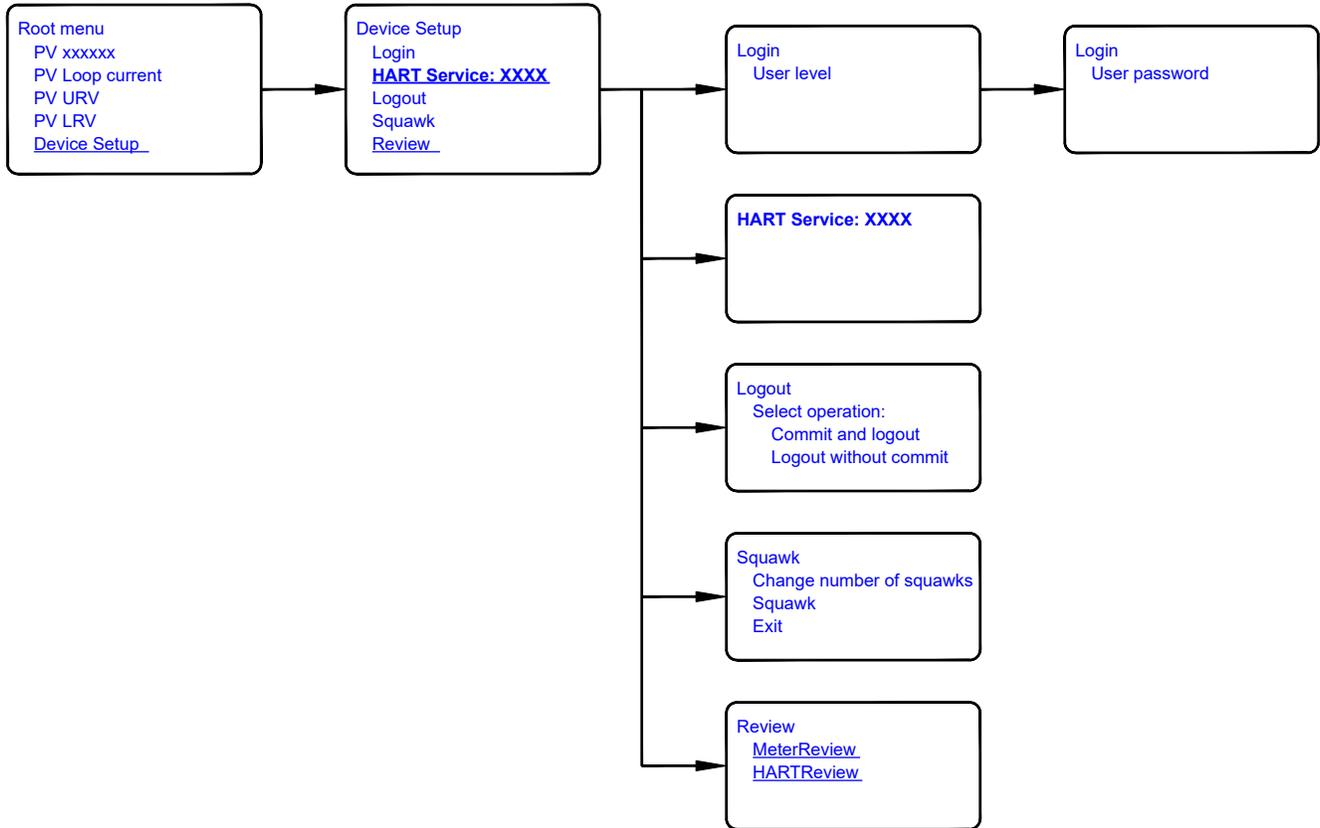 Root menu
PV xxxxxx
PV Loop current
PV URV
PV LRV
Device Setup
Device Setup
Login
HART Service: XXXX
Logout
Squawk
Review
Login
User level
Login
User password
HART Service: XXXX
Logout
Select operation:
Commit and logout
Logout without commit
Squawk
Change number of squawks
Squawk
Exit
Review
MeterReview
HARTReview